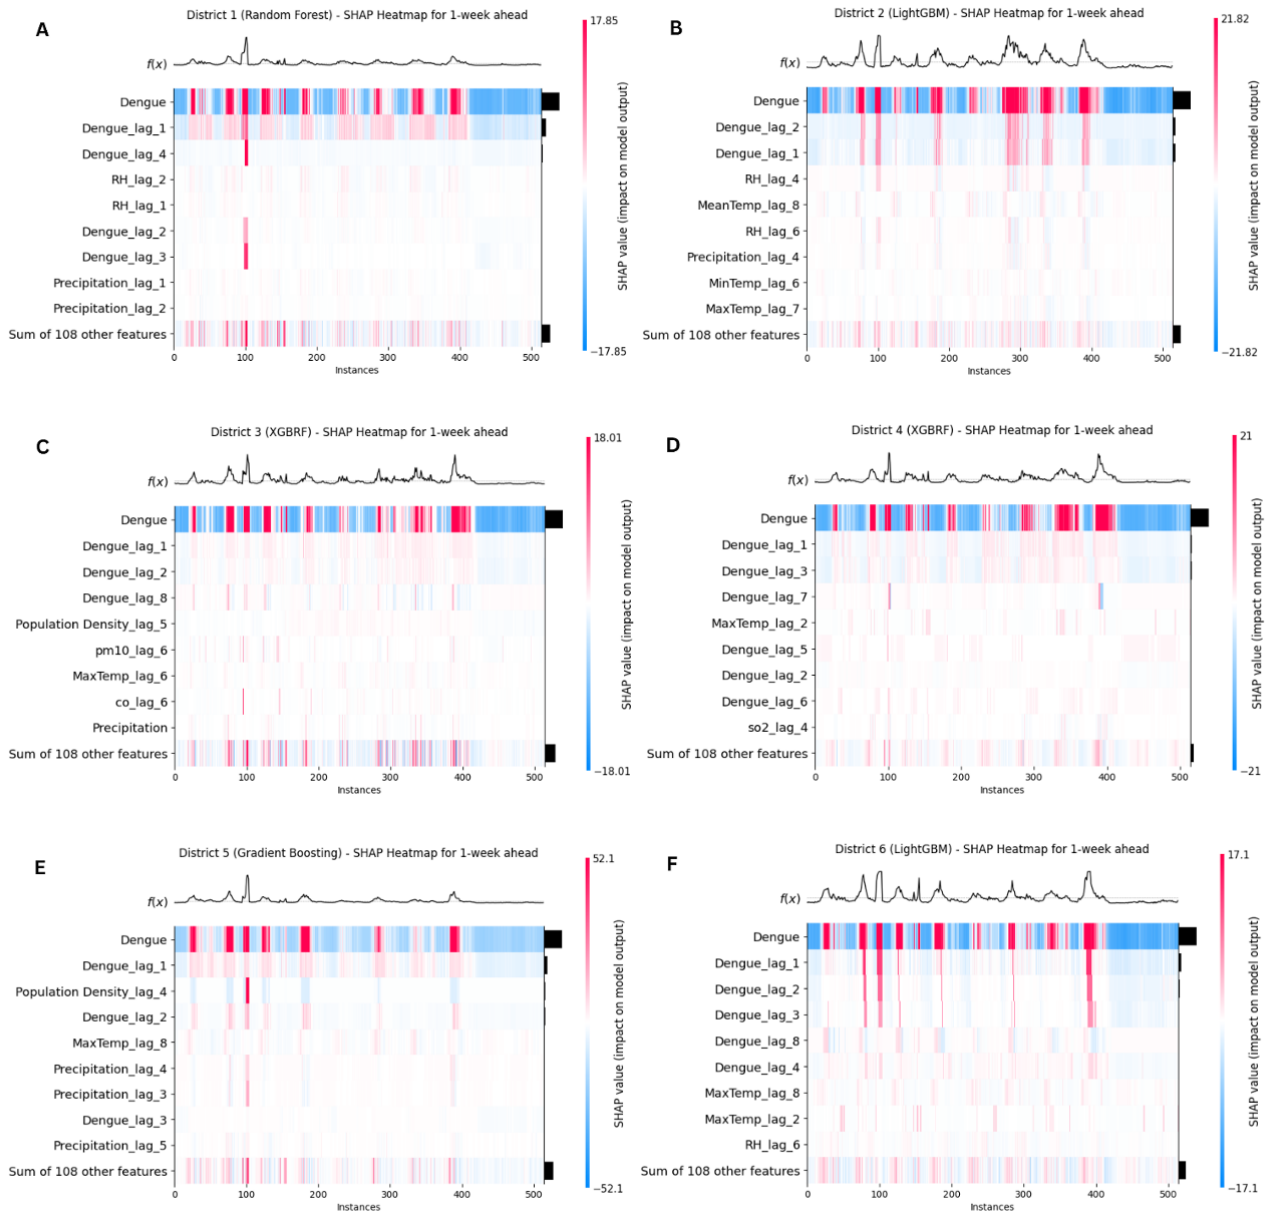 A
District 1 (Random Forest) - SHAP Heatmap for 1-week ahead
f(x)
Dengue
Dengue_lag_1
Dengue_lag_4
RH_lag_2
RH_lag_1
Dengue_lag_2
Dengue_lag_3
Precipitation_lag_1
Precipitation_lag_2
Sum of 108 other features
0 100 200 300 400 500
Instances
17.85
−17.85
SHAP value (impact on model output)
B
District 2 (LightGBM) - SHAP Heatmap for 1-week ahead
f(x)
Dengue
Dengue_lag_2
Dengue_lag_1
RH_lag_4
MeanTemp_lag_8
RH_lag_6
Precipitation_lag_4
MinTemp_lag_6
MaxTemp_lag_7
Sum of 108 other features
0 100 200 300 400 500
Instances
21.82
−21.82
SHAP value (impact on model output)
C
District 3 (XGBRF) - SHAP Heatmap for 1-week ahead
f(x)
Dengue
Dengue_lag_1
Dengue_lag_2
Dengue_lag_8
Population Density_lag_5
pm10_lag_6
MaxTemp_lag_6
co_lag_6
Precipitation
Sum of 108 other features
0 100 200 300 400 500
Instances
18.01
−18.01
SHAP value (impact on model output)
D
District 4 (XGBRF) - SHAP Heatmap for 1-week ahead
f(x)
Dengue
Dengue_lag_1
Dengue_lag_3
Dengue_lag_7
MaxTemp_lag_2
Dengue_lag_5
Dengue_lag_2
Dengue_lag_6
so2_lag_4
Sum of 108 other features
0 100 200 300 400 500
Instances
21
−21
SHAP value (impact on model output)
E
District 5 (Gradient Boosting) - SHAP Heatmap for 1-week ahead
f(x)
Dengue
Dengue_lag_1
Population Density_lag_4
Dengue_lag_2
MaxTemp_lag_8
Precipitation_lag_4
Precipitation_lag_3
Dengue_lag_3
Precipitation_lag_5
Sum of 108 other features
0 100 200 300 400 500
Instances
52.1
−52.1
SHAP value (impact on model output)
F
District 6 (LightGBM) - SHAP Heatmap for 1-week ahead
f(x)
Dengue
Dengue_lag_1
Dengue_lag_2
Dengue_lag_3
Dengue_lag_8
Dengue_lag_4
MaxTemp_lag_8
MaxTemp_lag_2
RH_lag_6
Sum of 108 other features
0 100 200 300 400 500
Instances
17.1
−17.1
SHAP value (impact on model output)